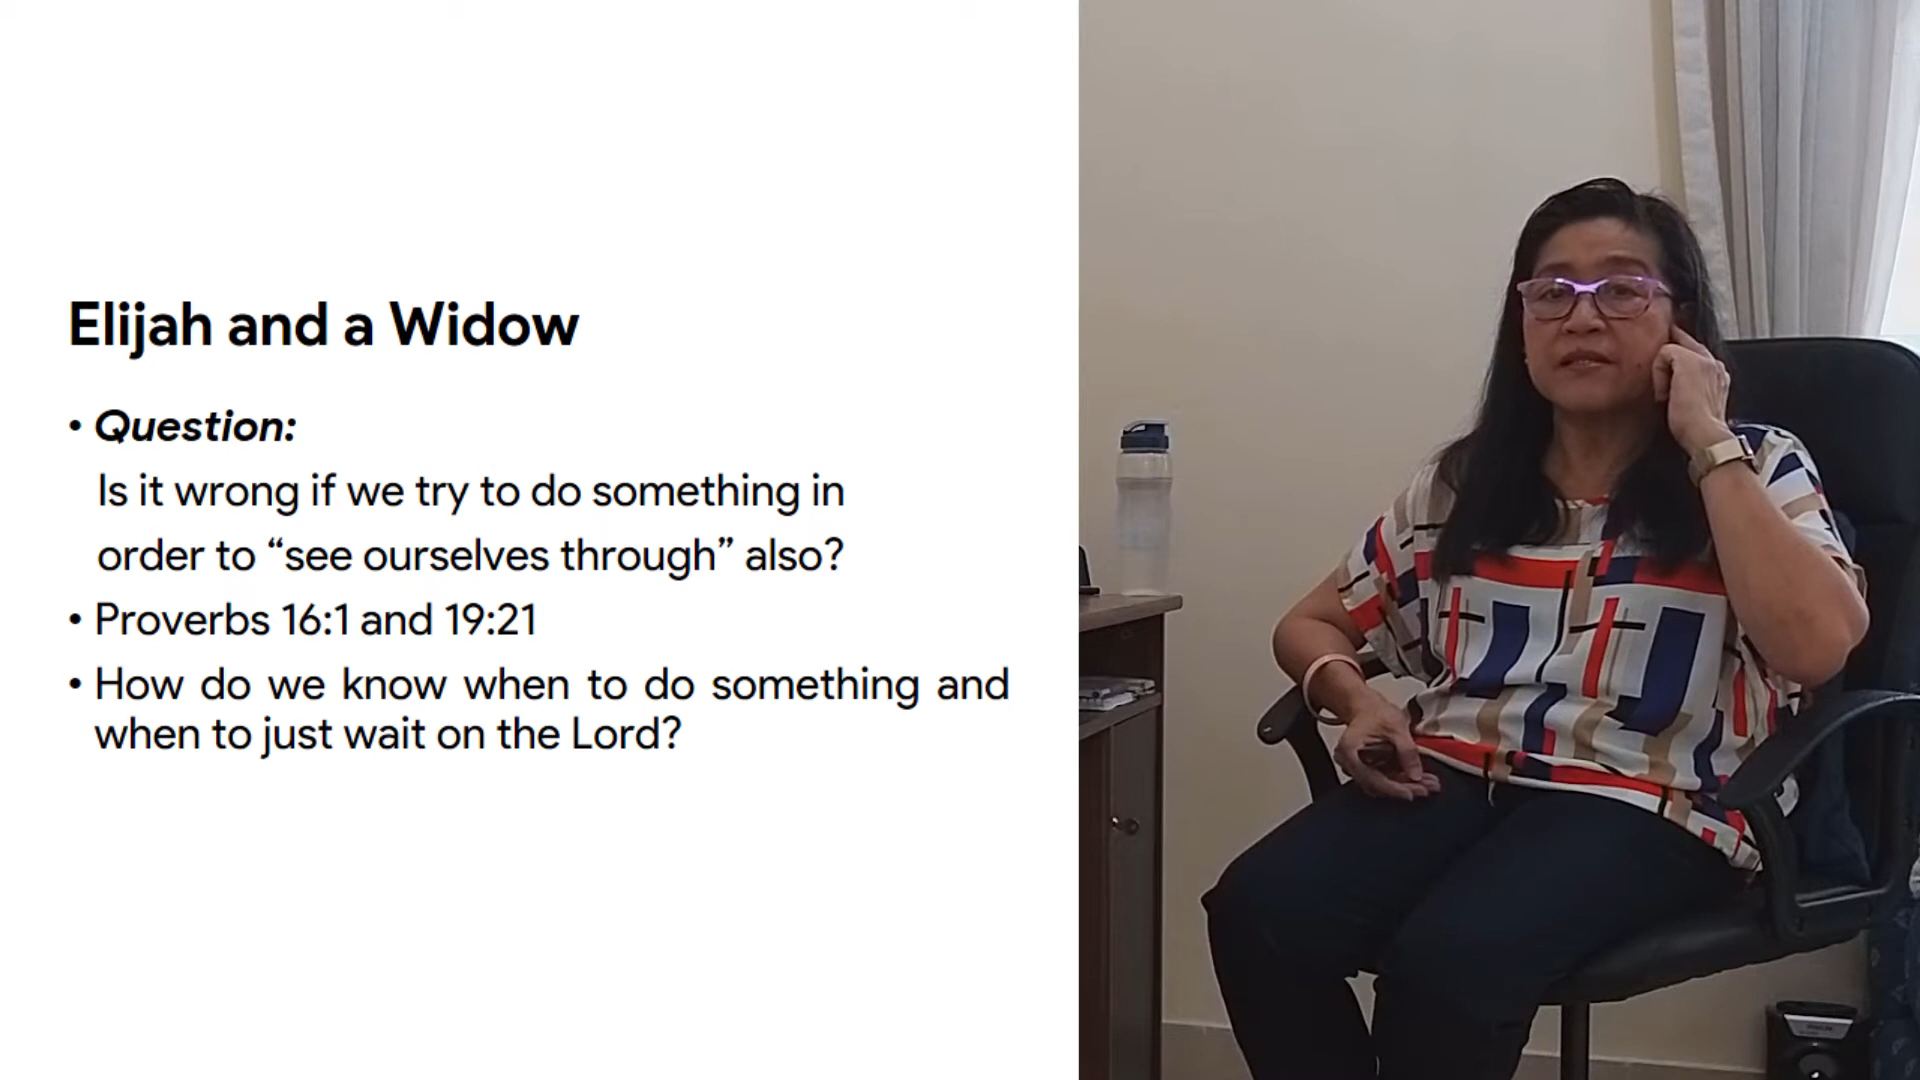 Elijah and a Widow
• Question:
Is it wrong if we try to do something in
order to “see ourselves through” also?
• Proverbs 16:1 and 19:21
• How do we know when to do something and
when to just wait on the Lord?